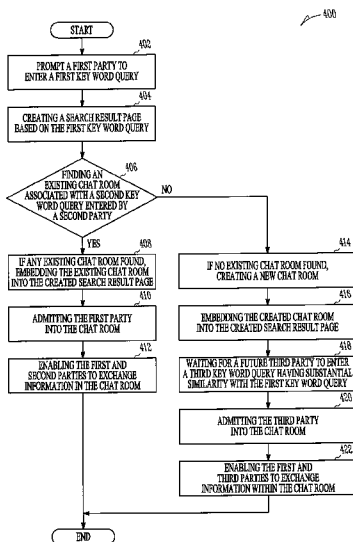 400
START
402
PROMPT A FIRST PARTY TO
ENTER A FIRST KEY WORD QUERY
404
CREATING A SEARCH RESULT PAGE
BASED ON THE FIRST KEY WORD QUERY
406
FINDING AN
EXISTING CHAT ROOM
ASSOCIATED WITH A SECOND KEY
WORD QUERY ENTERED BY
A SECOND PARTY
NO
YES
408
IF ANY EXISTING CHAT ROOM FOUND,
EMBEDDING THE EXISTING CHAT ROOM
INTO THE CREATED SEARCH RESULT PAGE
410
ADMITTING THE FIRST PARTY
INTO THE CHAT ROOM
412
ENABLING THE FIRST AND
SECOND PARTIES TO EXCHANGE
INFORMATION IN THE CHAT ROOM
414
IF NO EXISTING CHAT ROOM FOUND,
CREATING A NEW CHAT ROOM
416
EMBEDDING THE CREATED CHAT ROOM
INTO THE CREATED SEARCH RESULT PAGE
418
WAITING FOR A FUTURE THIRD PARTY TO ENTER
A THIRD KEY WORD QUERY HAVING SUBSTANTIAL
SIMILARITY WITH THE FIRST KEY WORD QUERY
420
ADMITTING THE THIRD PARTY
INTO THE CHAT ROOM
422
ENABLING THE FIRST AND
THIRD PARTIES TO EXCHANGE
INFORMATION WITHIN THE CHAT ROOM
END